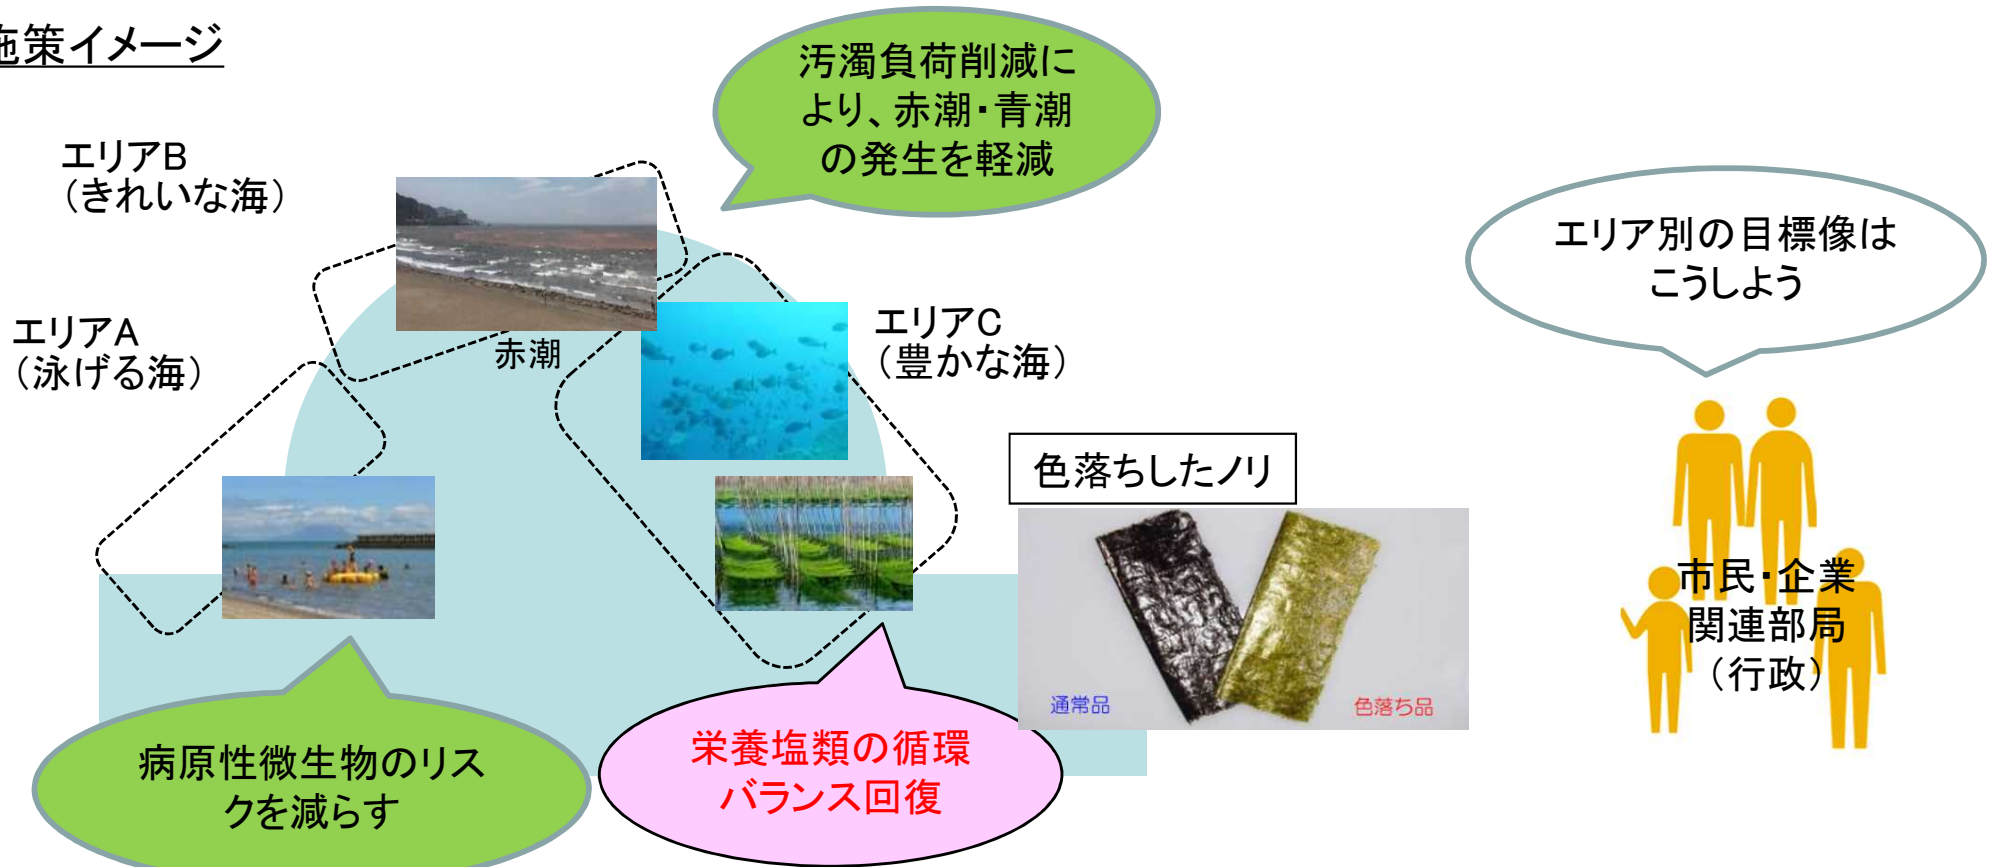 施策イメージ
汚濁負荷削減に
より、赤潮・青潮
の発生を軽減
エリアB
（きれいな海）
エリア別の目標像は
こうしよう
エリアA
（泳げる海）
赤潮
エリアC
（豊かな海）
色落ちしたノリ
通常品
色落ち品
市民・企業
関連部局
（行政）
病原性微生物のリス
クを減らす
栄養塩類の循環
バランス回復